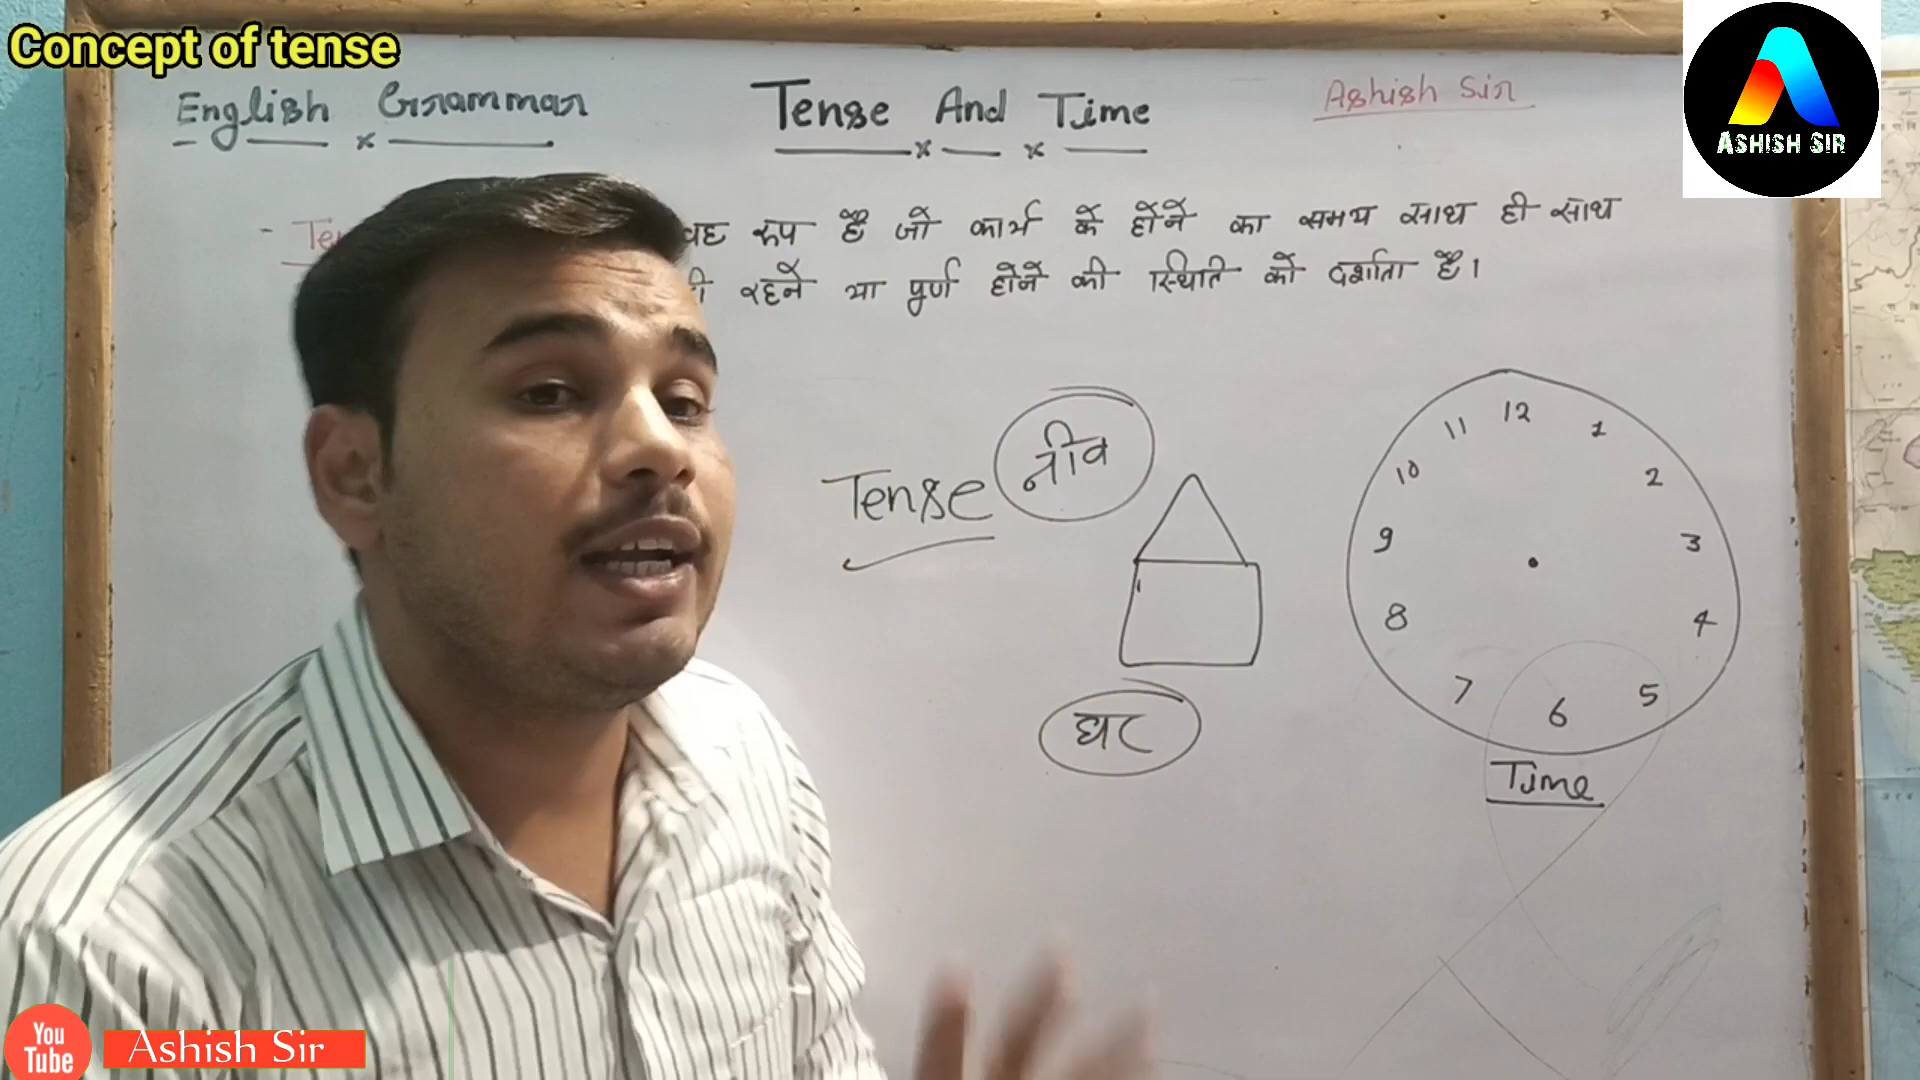 Concept of tense
English Grammar
Tense And Time
Ashish Sir
ASHISH SIR
वह रूप है जो कार्य के होने का समय साथ ही साथ
रहने या पूर्ण होने की स्थिति को दर्शाता है।
Tense
नीव
घर
12
1
2
3
4
5
6
7
8
9
10
11
Time
You
Tube
Ashish Sir